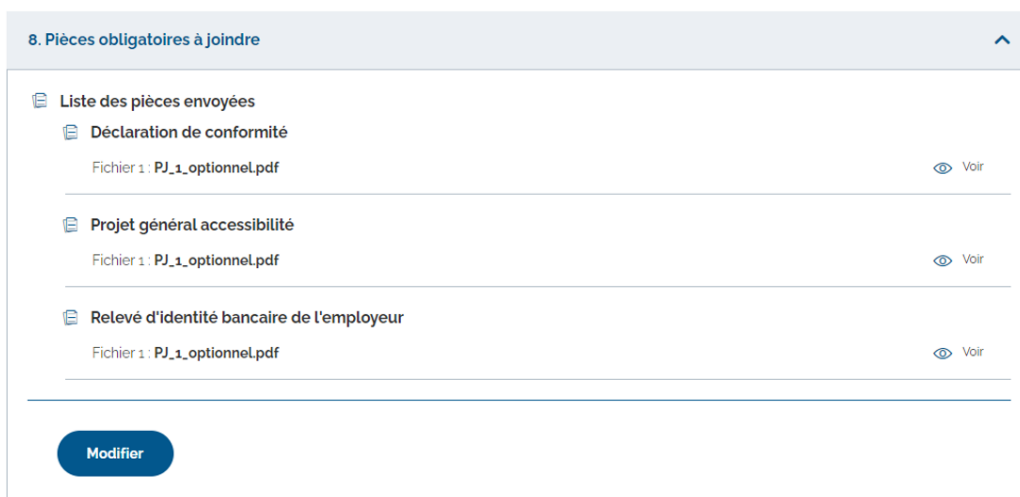 8. Pièces obligatoires à joindre
Liste des pièces envoyées
Déclaration de conformité
Fichier 1 : PJ_1_optionnel.pdf Voir
Projet général accessibilité
Fichier 1 : PJ_1_optionnel.pdf Voir
Relevé d'identité bancaire de l'employeur
Fichier 1 : PJ_1_optionnel.pdf Voir
Modifier